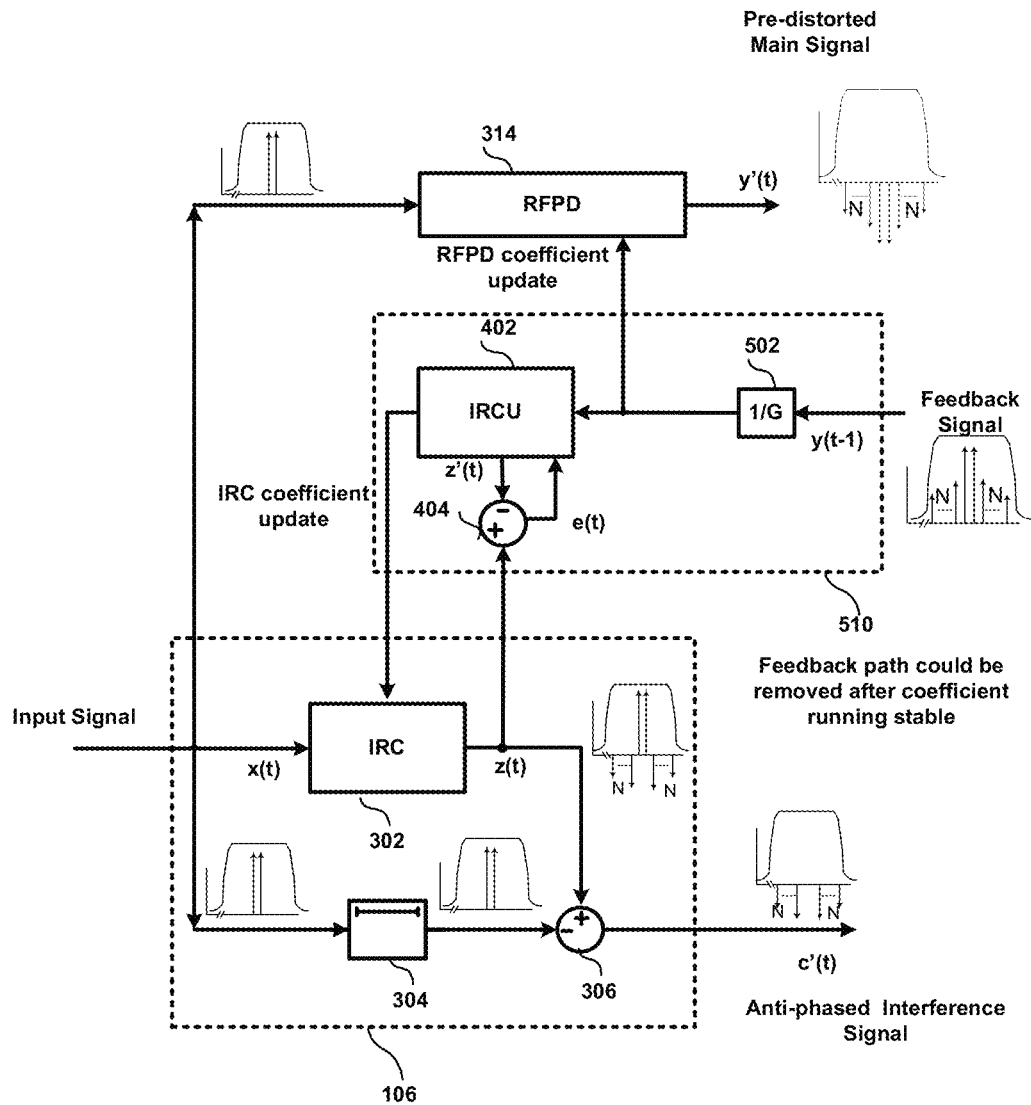 Pre-distorted
Main Signal
314
RFPD
y'(t)
N
N
RFPD coefficient
update
402
502
IRCU
1/G
Feedback
Signal
y(t-1)
N
N
z'(t)
IRC coefficient
update
404
-
+
e(t)
510
Feedback path could be
removed after coefficient
running stable
Input Signal
x(t)
IRC
z(t)
302
N
N
304
+
-
306
N
N
c'(t)
Anti-phased Interference
Signal
106